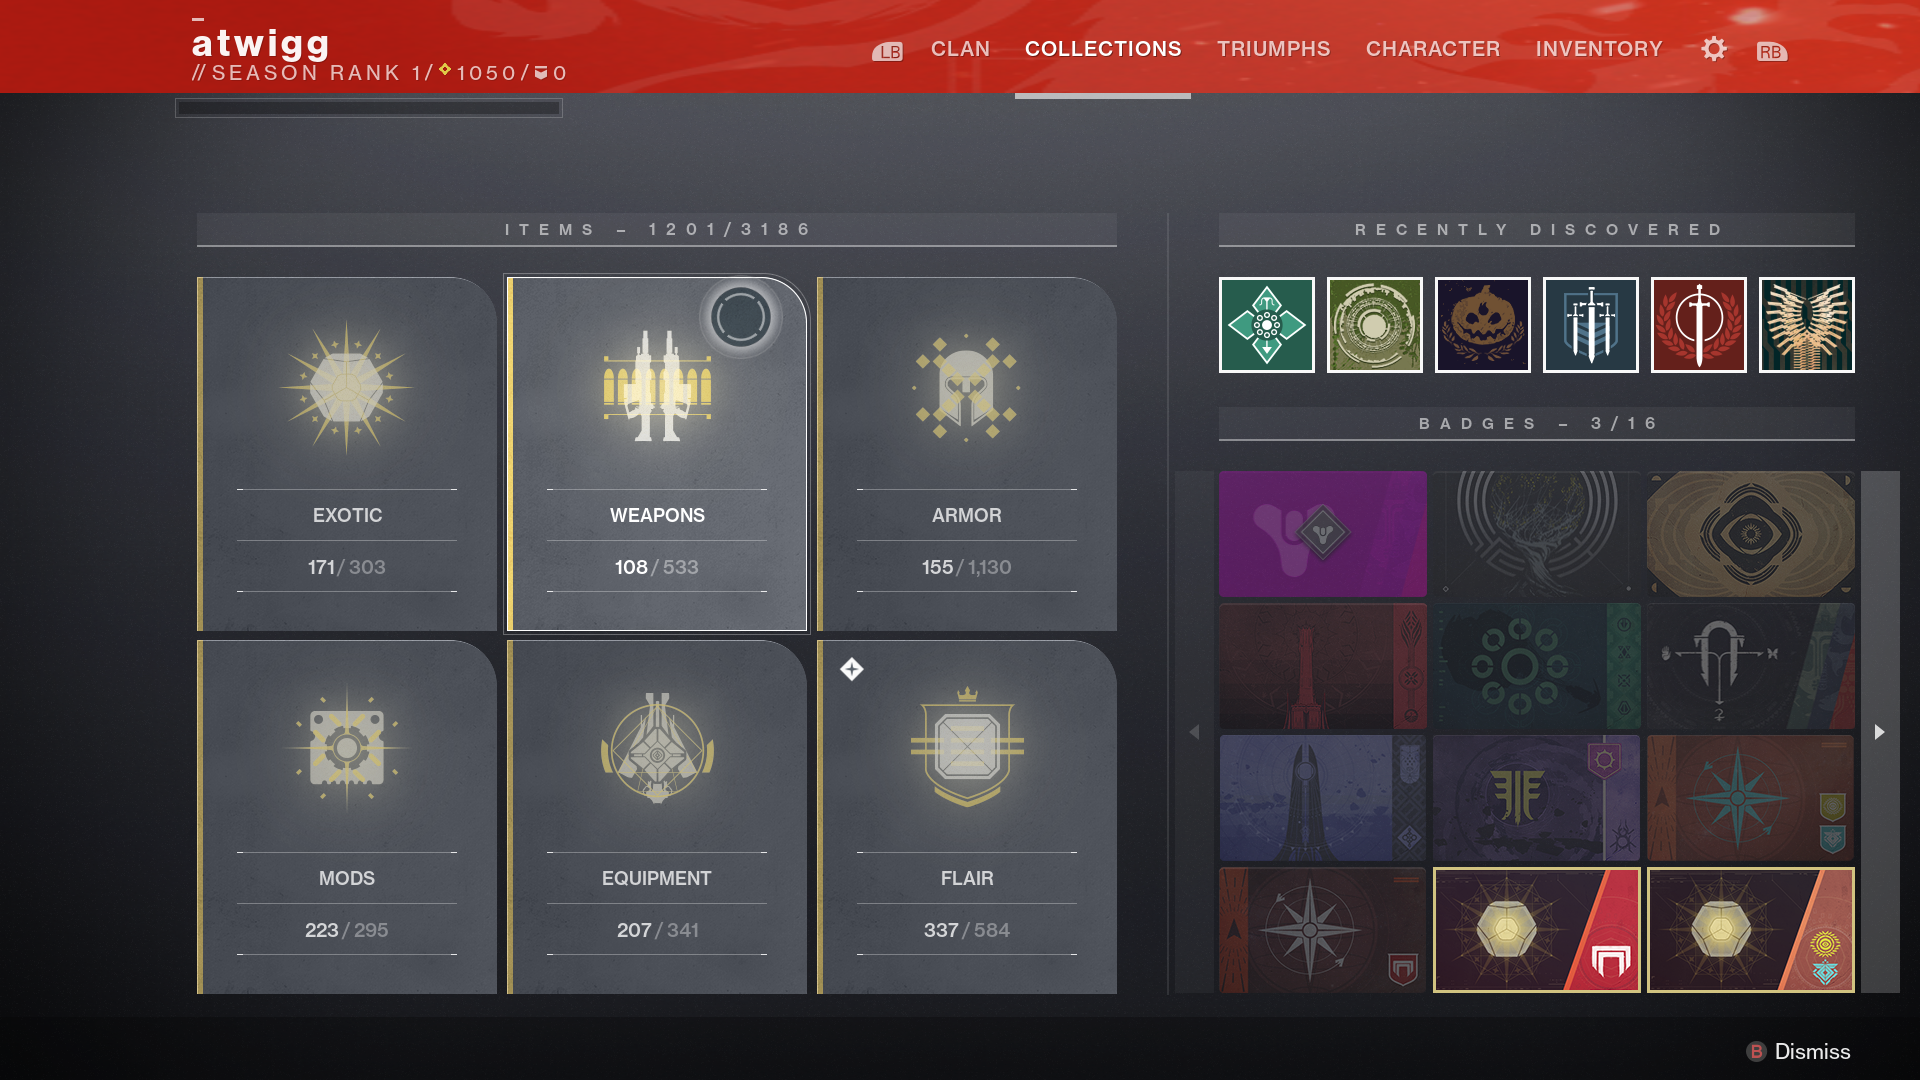 atwigg
// SEASON RANK 1/ 1050/ 0
LB CLAN COLLECTIONS TRIUMPHS CHARACTER INVENTORY RB
ITEMS – 1201/3186
EXOTIC
171 / 303
WEAPONS
108 / 533
ARMOR
155 / 1,130
MODS
223 / 295
EQUIPMENT
207 / 341
FLAIR
337 / 584
RECENTLY DISCOVERED
BADGES – 3/16
B Dismiss